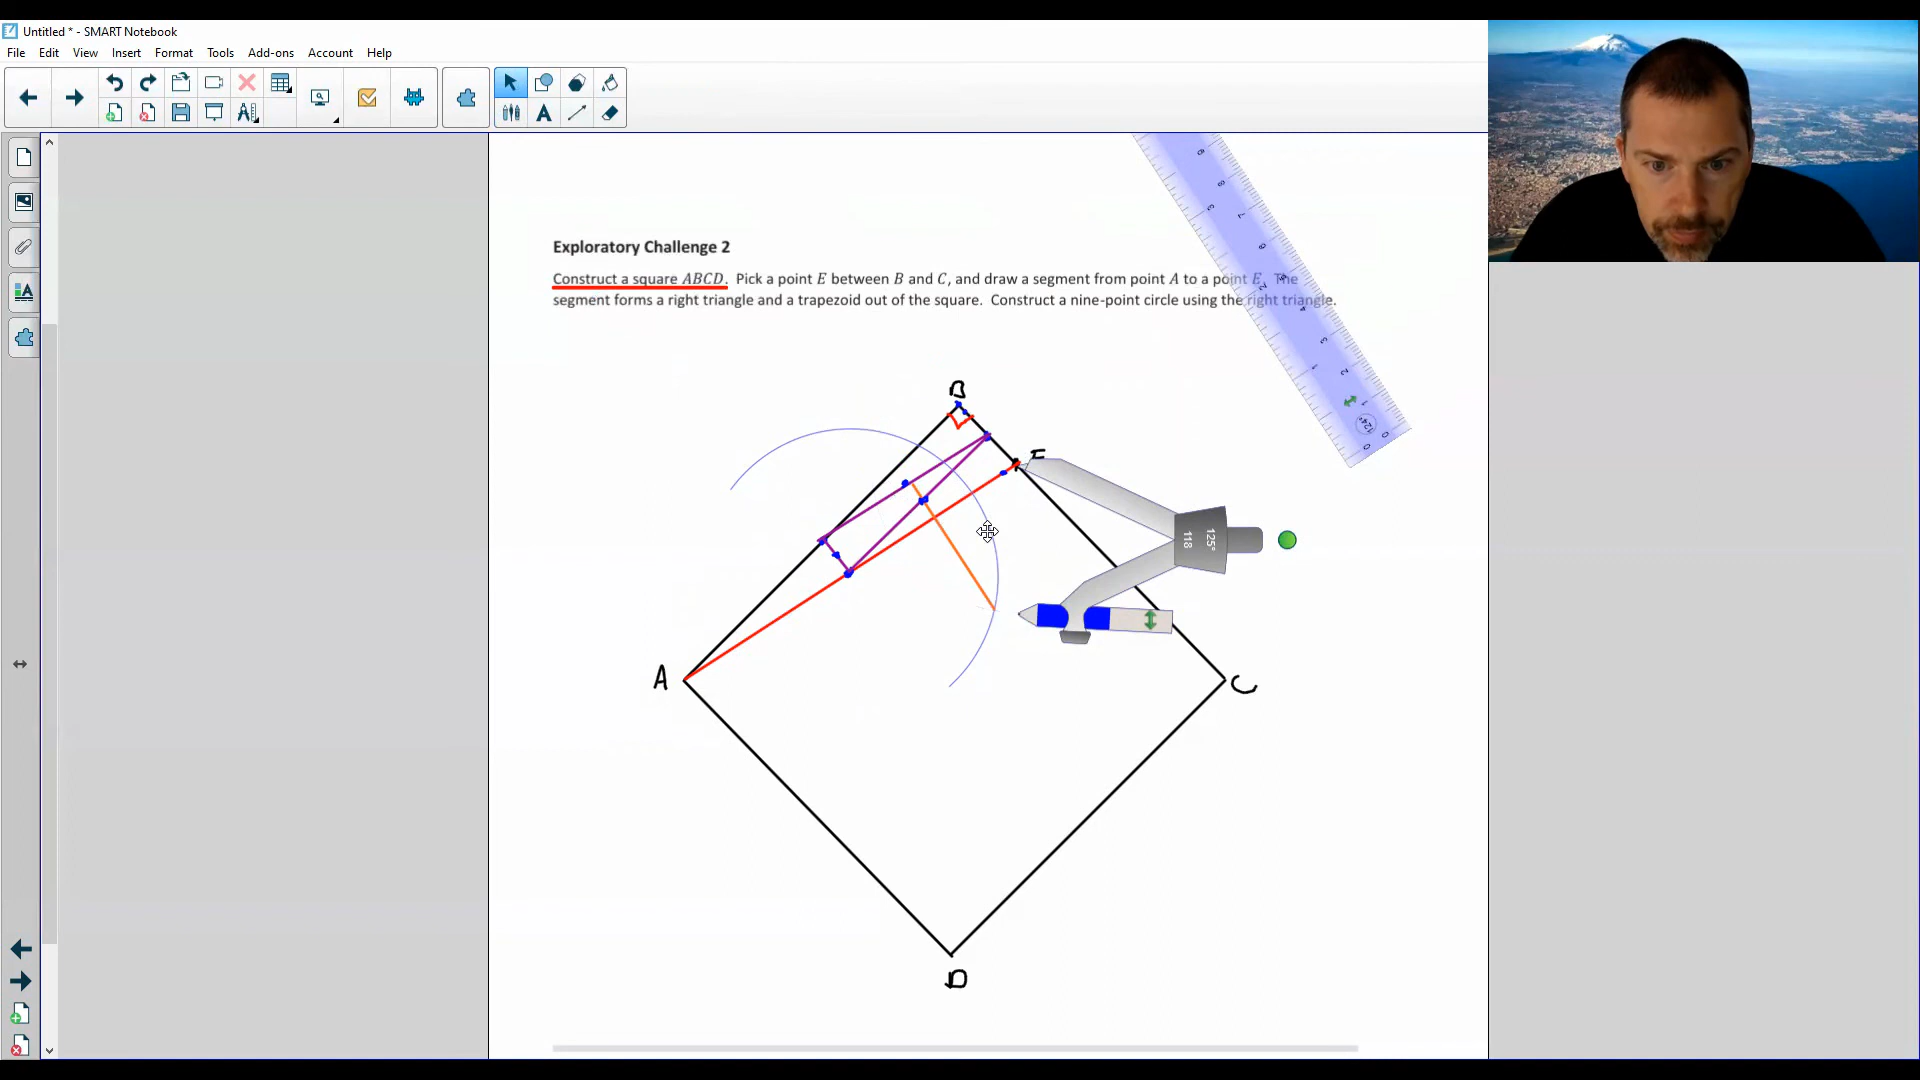 Untitled * - SMART Notebook
File Edit View Insert Format Tools Add-ons Account Help
Exploratory Challenge 2
Construct a square ABCD. Pick a point E between B and C, and draw a segment from point A to a point E. The
segment forms a right triangle and a trapezoid out of the square. Construct a nine-point circle using the right triangle.
B
E
125°
118
124°
A
C
D